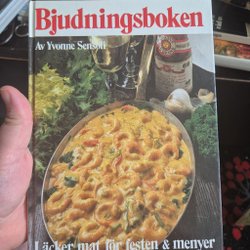 Bjudningsboken
Av Yvonne Senson
Läcker mat för festen & menyer